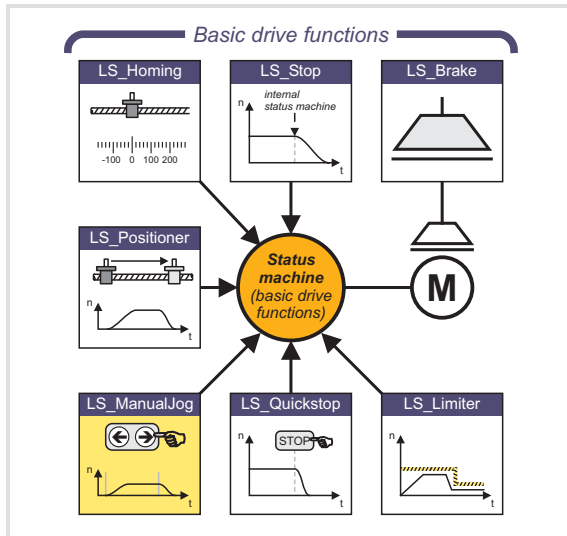 Basic drive functions
LS_Homing
-100 0 100 200
LS_Stop
internal
status machine
n
t
LS_Brake
LS_Positioner
n
t
Status
machine
(basic drive
functions)
M
LS_ManualJog
n
t
LS_Quickstop
STOP
n
t
LS_Limiter
n
t